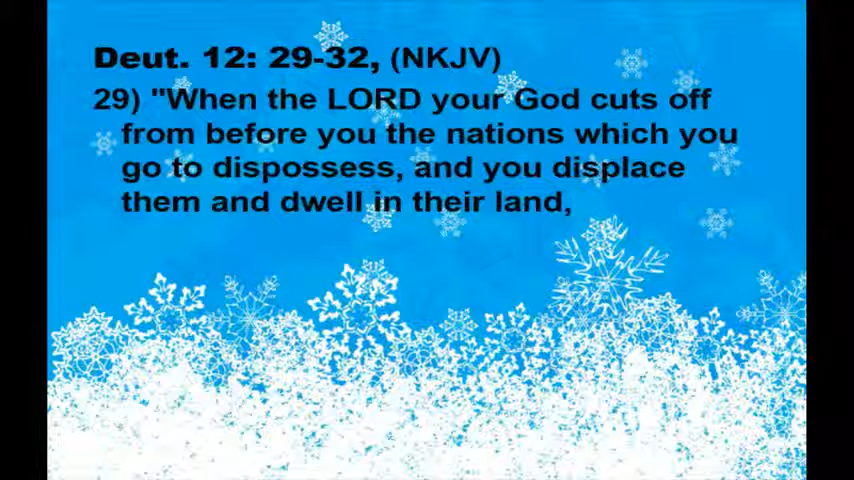 Deut. 12: 29-32, (NKJV)
29) "When the LORD your God cuts off
from before you the nations which you
go to dispossess, and you displace
them and dwell in their land,